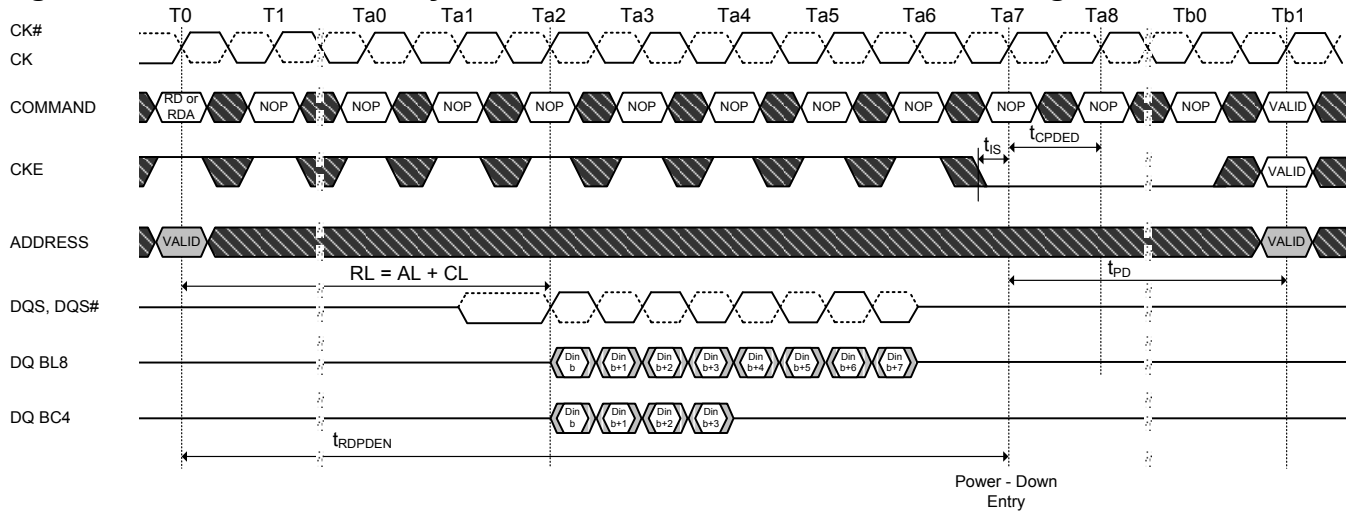 T0 T1 Ta0 Ta1 Ta2 Ta3 Ta4 Ta5 Ta6 Ta7 Ta8 Tb0 Tb1
CK#
CK
COMMAND RD or RDA NOP NOP NOP NOP NOP NOP NOP NOP NOP NOP NOP VALID
tIS tCPDED
CKE VALID
ADDRESS VALID VALID
RL = AL + CL tPD
DQS, DQS#
DQ BL8 Din b Din b+1 Din b+2 Din b+3 Din b+4 Din b+5 Din b+6 Din b+7
DQ BC4 Din b Din b+1 Din b+2 Din b+3
tRDPDEN
Power - Down
Entry